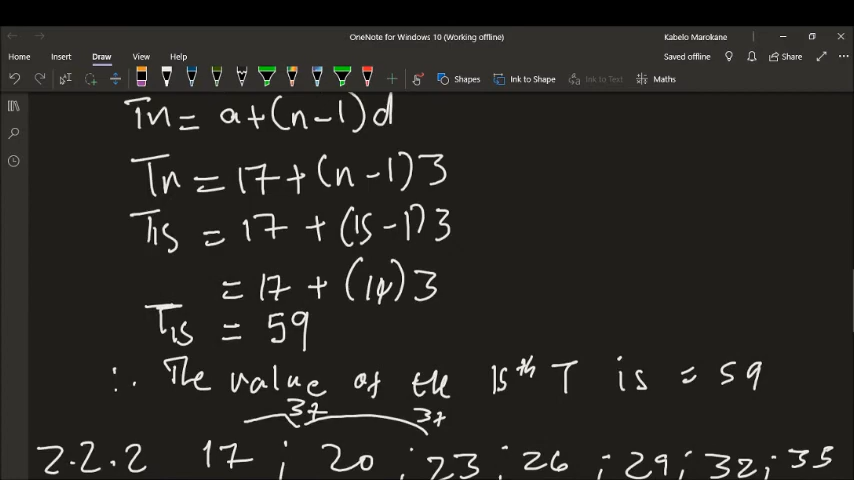 OneNote for Windows 10 (Working offline)
Kabelo Marokane
Home Insert Draw View Help
Saved offline Share
Shapes Ink to Shape Ink to Text Maths
Tn = a+(n-1)d
Tn = 17+(n-1)3
T15 = 17 + (15-1)3
= 17 + (14)3
T15 = 59
∴ The value of the 15th T is = 59
37 37
2.2.2 17 ; 20 ; 23 ; 26 ; 29 ; 32 ; 35